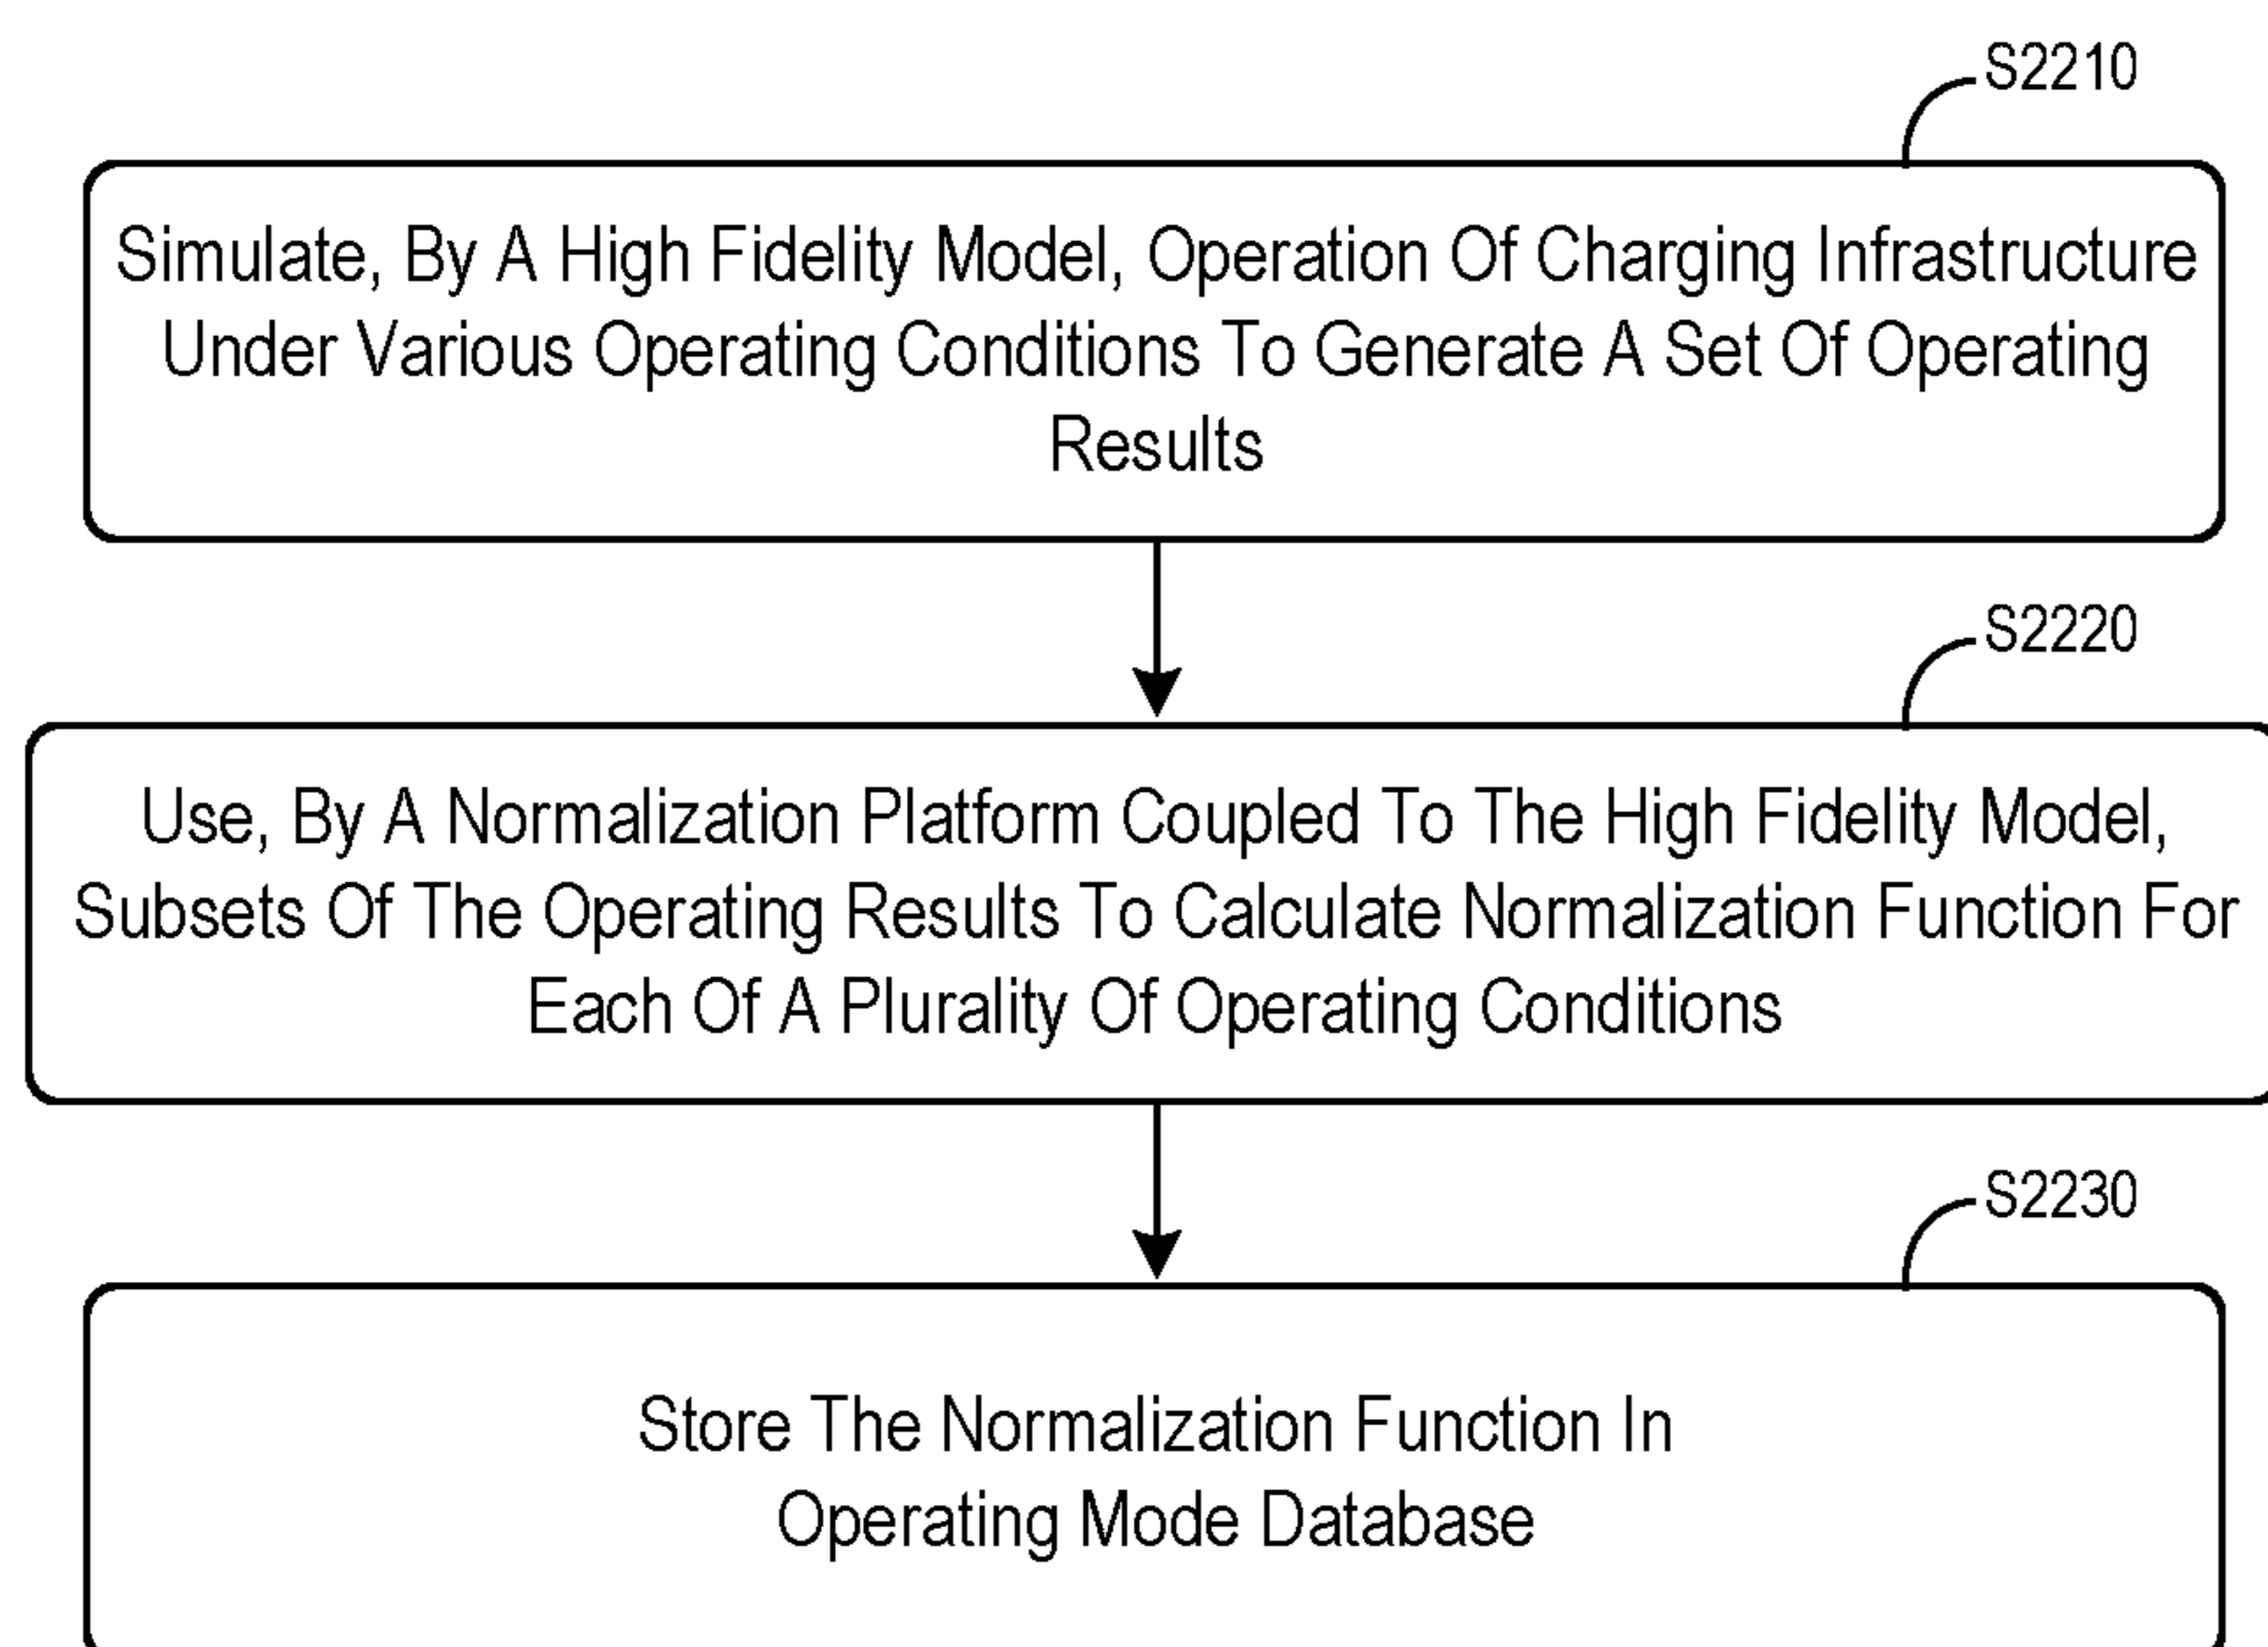 S2210
Simulate, By A High Fidelity Model, Operation Of Charging Infrastructure
Under Various Operating Conditions To Generate A Set Of Operating
Results
S2220
Use, By A Normalization Platform Coupled To The High Fidelity Model,
Subsets Of The Operating Results To Calculate Normalization Function For
Each Of A Plurality Of Operating Conditions
S2230
Store The Normalization Function In
Operating Mode Database